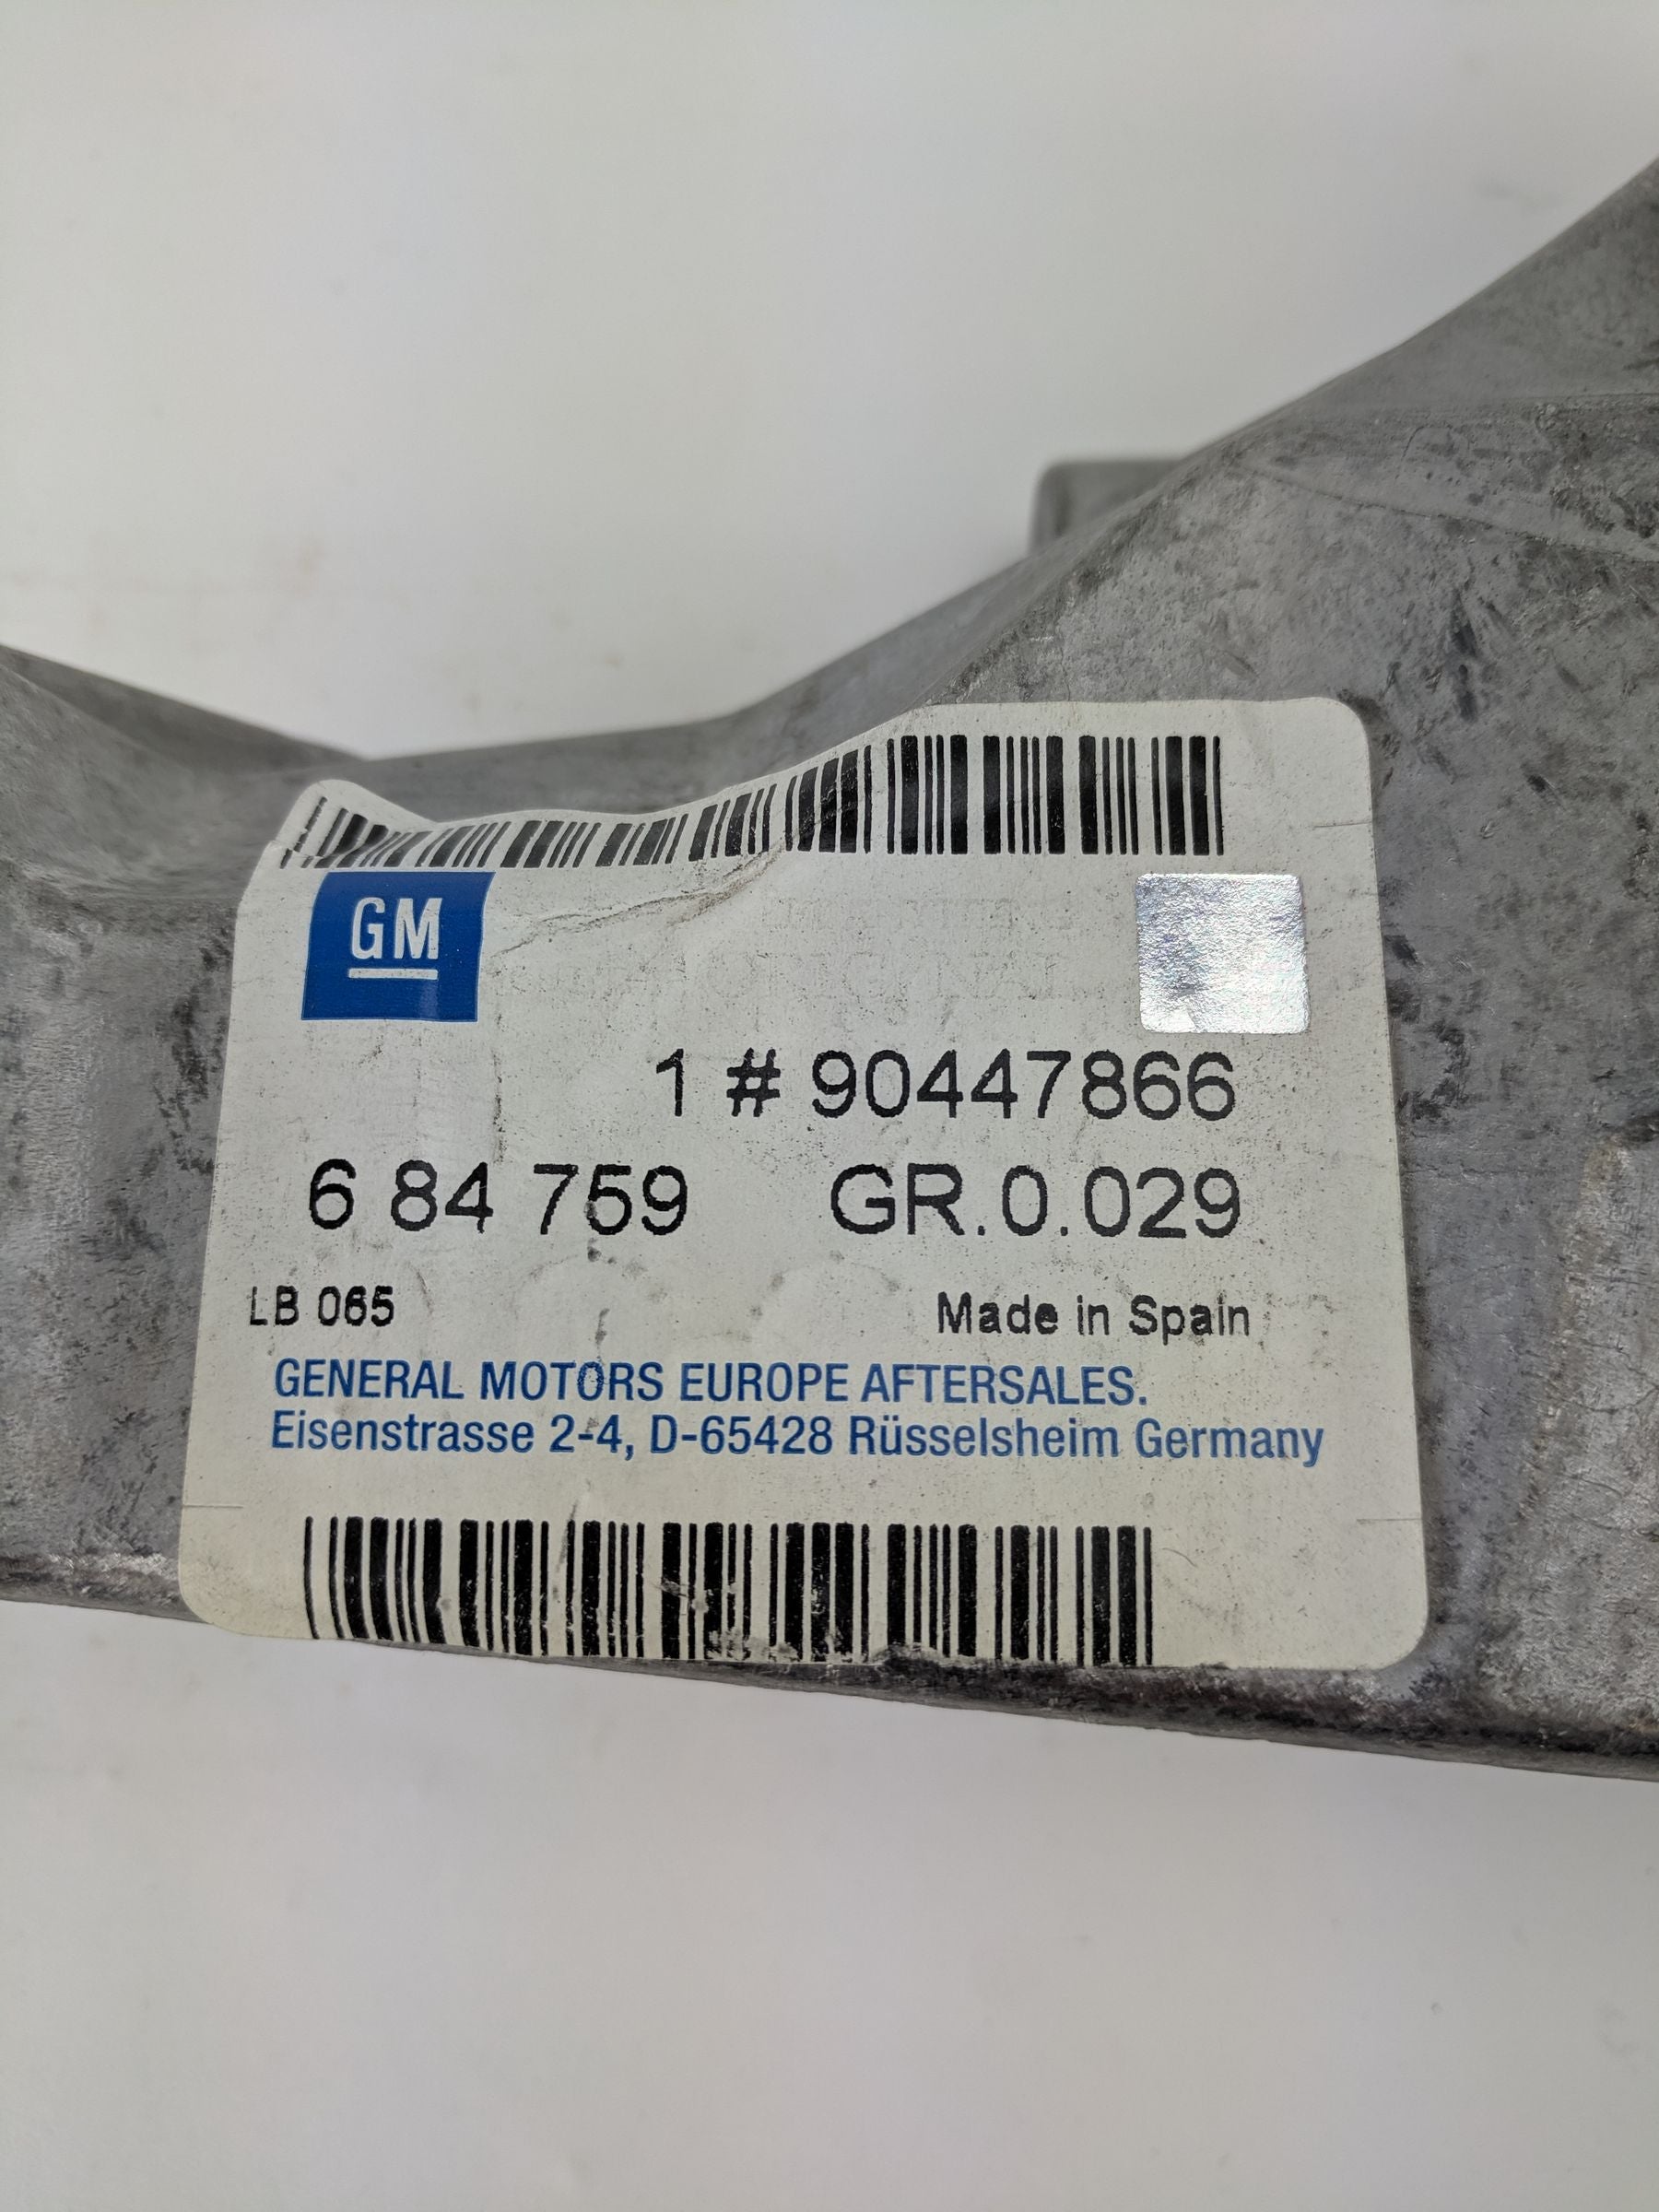 GM
1 # 90447866
6 84 759 GR.0.029
LB 065 Made in Spain
GENERAL MOTORS EUROPE AFTERSALES.
Eisenstrasse 2-4, D-65428 Rüsselsheim Germany